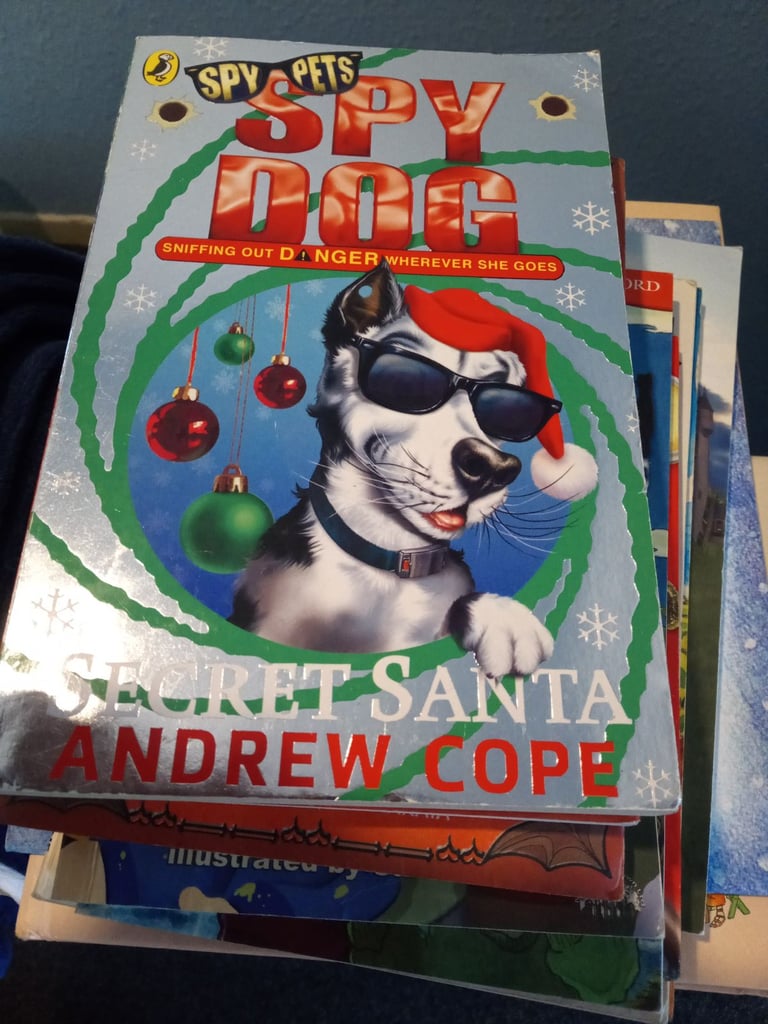 SPY PETS
SPY
DOG
SNIFFING OUT DANGER WHEREVER SHE GOES
ORD
SECRET SANTA
ANDREW COPE
illustrated by